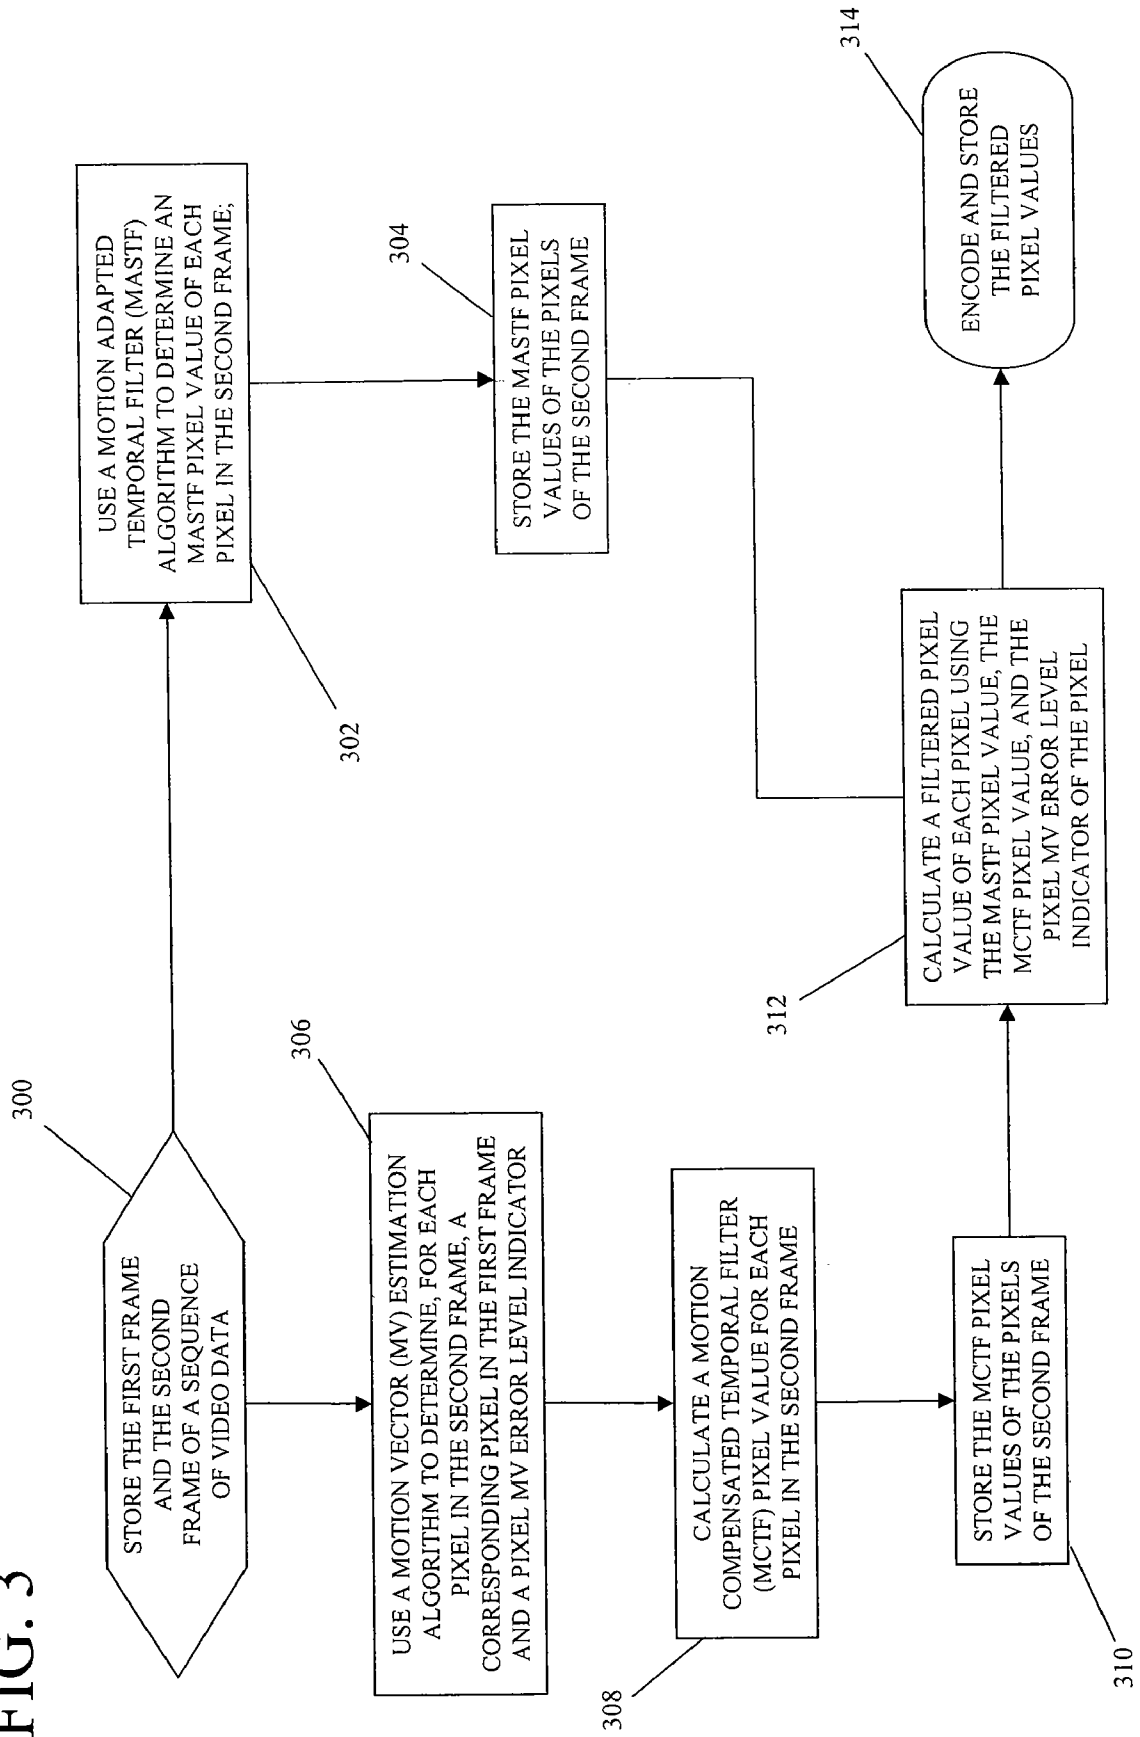 FIG. 3
300
STORE THE FIRST FRAME
AND THE SECOND
FRAME OF A SEQUENCE
OF VIDEO DATA
USE A MOTION ADAPTED
TEMPORAL FILTER (MASTF)
ALGORITHM TO DETERMINE AN
MASTF PIXEL VALUE OF EACH
PIXEL IN THE SECOND FRAME;
302
304
STORE THE MASTF PIXEL
VALUES OF THE PIXELS
OF THE SECOND FRAME
306
USE A MOTION VECTOR (MV) ESTIMATION
ALGORITHM TO DETERMINE, FOR EACH
PIXEL IN THE SECOND FRAME, A
CORRESPONDING PIXEL IN THE FIRST FRAME
AND A PIXEL MV ERROR LEVEL INDICATOR
308
CALCULATE A MOTION
COMPENSATED TEMPORAL FILTER
(MCTF) PIXEL VALUE FOR EACH
PIXEL IN THE SECOND FRAME
310
STORE THE MCTF PIXEL
VALUES OF THE PIXELS
OF THE SECOND FRAME
312
CALCULATE A FILTERED PIXEL
VALUE OF EACH PIXEL USING
THE MASTF PIXEL VALUE, THE
MCTF PIXEL VALUE, AND THE
PIXEL MV ERROR LEVEL
INDICATOR OF THE PIXEL
314
ENCODE AND STORE
THE FILTERED
PIXEL VALUES